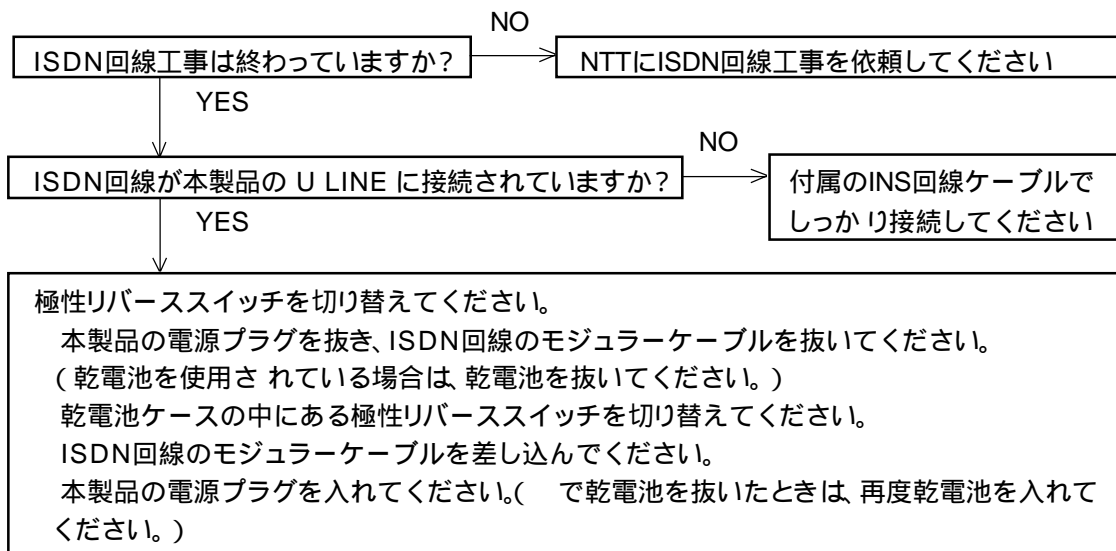 NO
ISDN回線工事は終わっていますか?
NTTにISDN回線工事を依頼してください
YES
NO
ISDN回線が本製品の U LINE に接続されていますか?
付属のINS回線ケーブルで
しっかり接続してください
YES
極性リバーススイッチを切り替えてください。
本製品の電源プラグを抜き、ISDN回線のモジュラーケーブルを抜いてください。
(乾電池を使用されている場合は、乾電池を抜いてください。)
乾電池ケースの中にある極性リバーススイッチを切り替えてください。
ISDN回線のモジュラーケーブルを差し込んでください。
本製品の電源プラグを入れてください。( で乾電池を抜いたときは、再度乾電池を入れて
ください。)